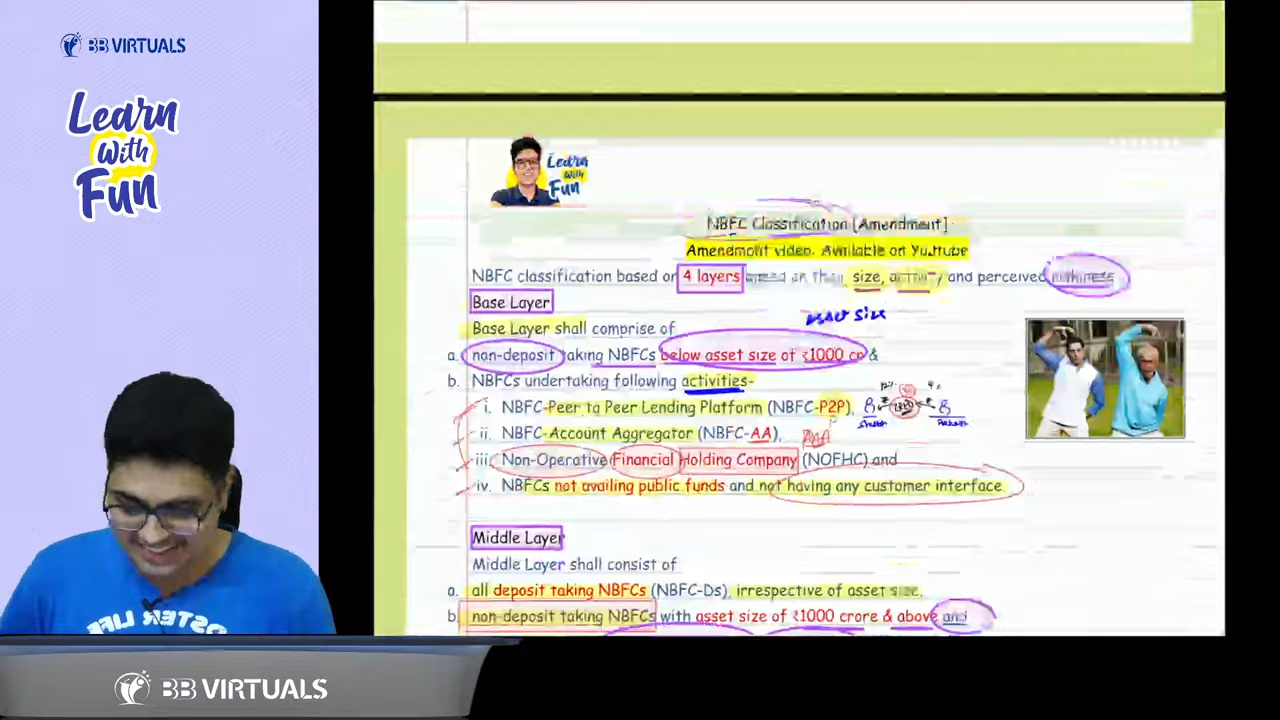 BB VIRTUALS
Learn
With
Fun
Learn
With
Fun
NBFC Classification [Amendment]
Amendment video. Available on YouTube
NBFC classification based on 4 layers based on their size, activity and perceived riskiness
Base Layer
asset size
Base Layer shall comprise of
a. non-deposit taking NBFCs below asset size of ₹1000 cr &
b. NBFCs undertaking following activities-
i. NBFC-Peer to Peer Lending Platform (NBFC-P2P),
ii. NBFC-Account Aggregator (NBFC-AA),
iii. Non-Operative Financial Holding Company (NOFHC) and
iv. NBFCs not availing public funds and not having any customer interface.
Middle Layer
Middle Layer shall consist of
a. all deposit taking NBFCs (NBFC-Ds), irrespective of asset size,
b. non-deposit taking NBFCs with asset size of ₹1000 crore & above and
BB VIRTUALS